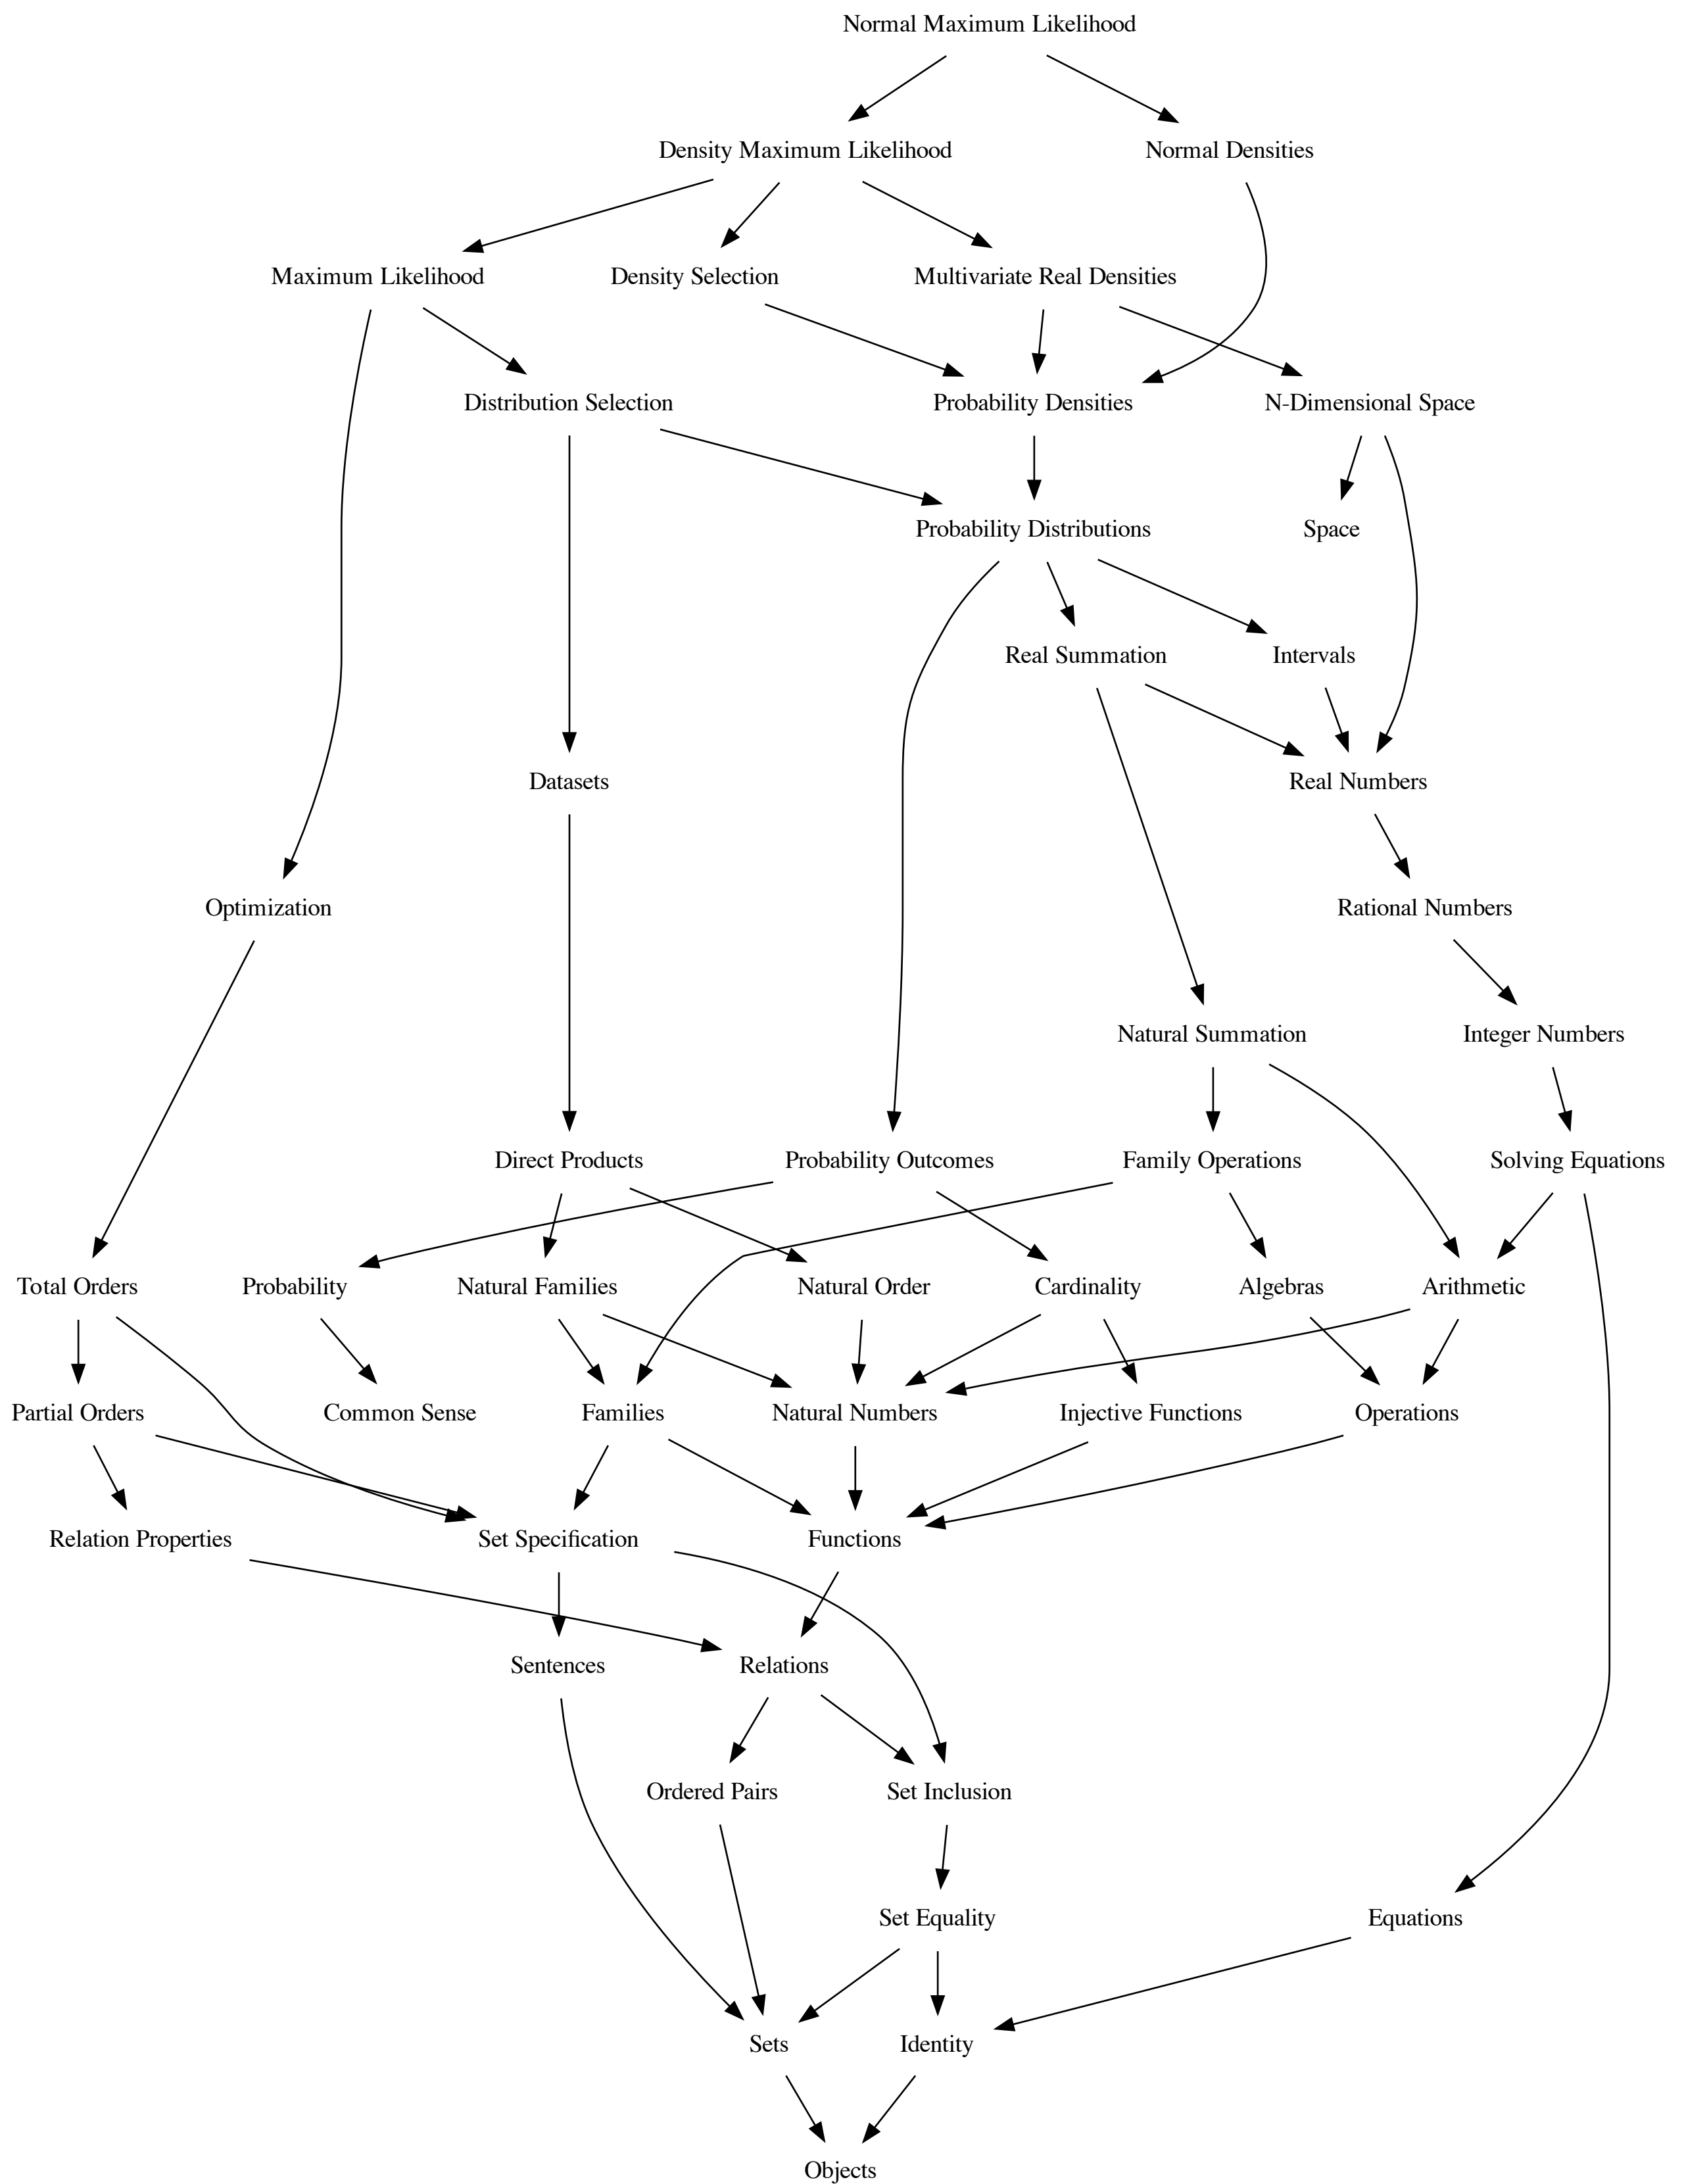 Normal Maximum Likelihood
Density Maximum Likelihood
Normal Densities
Maximum Likelihood
Density Selection
Multivariate Real Densities
Distribution Selection
Probability Densities
N-Dimensional Space
Probability Distributions
Space
Real Summation
Intervals
Datasets
Real Numbers
Optimization
Rational Numbers
Natural Summation
Integer Numbers
Direct Products
Probability Outcomes
Family Operations
Solving Equations
Total Orders
Probability
Natural Families
Natural Order
Cardinality
Algebras
Arithmetic
Partial Orders
Common Sense
Families
Natural Numbers
Injective Functions
Operations
Relation Properties
Set Specification
Functions
Sentences
Relations
Ordered Pairs
Set Inclusion
Set Equality
Equations
Sets
Identity
Objects